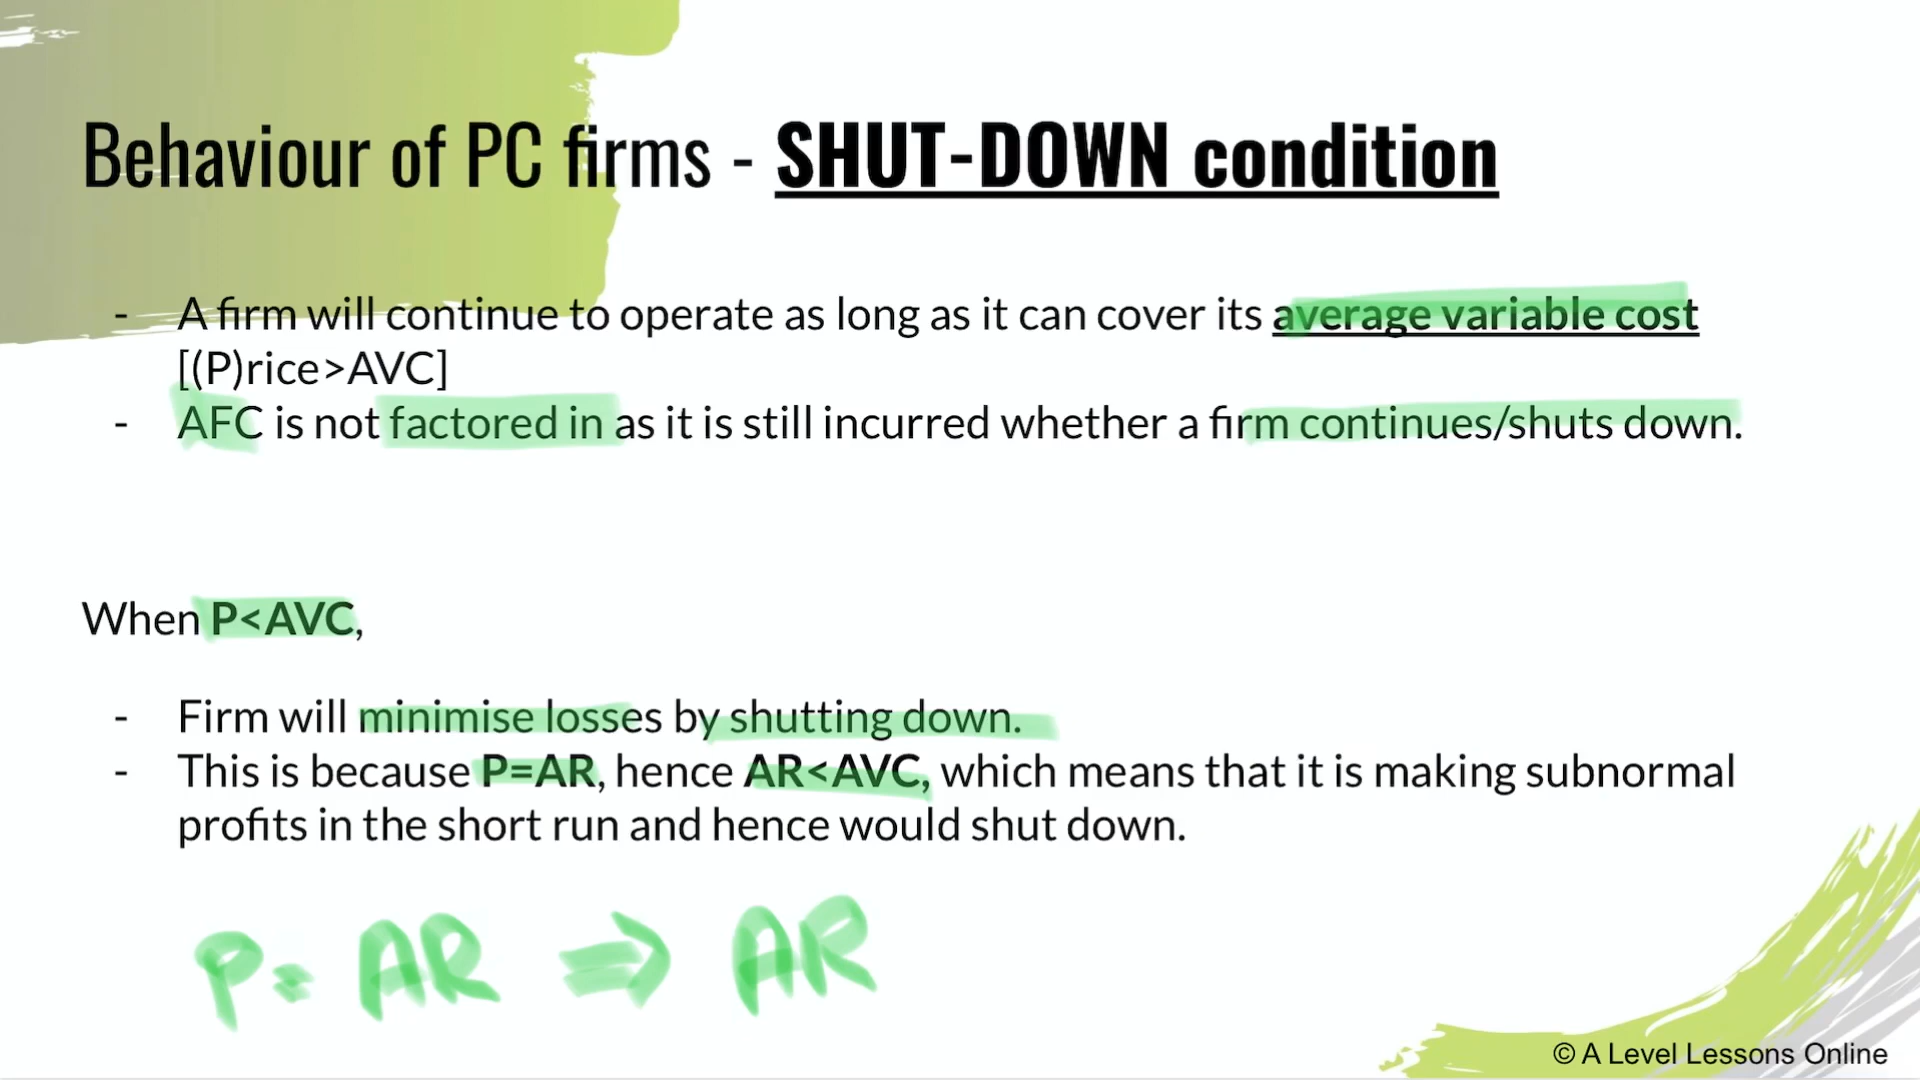 Behaviour of PC firms - SHUT-DOWN condition
- A firm will continue to operate as long as it can cover its average variable cost
[(P)rice>AVC]
- AFC is not factored in as it is still incurred whether a firm continues/shuts down.
When P<AVC,
- Firm will minimise losses by shutting down.
- This is because P=AR, hence AR<AVC, which means that it is making subnormal
profits in the short run and hence would shut down.
P= AR ⇒ AR
© A Level Lessons Online